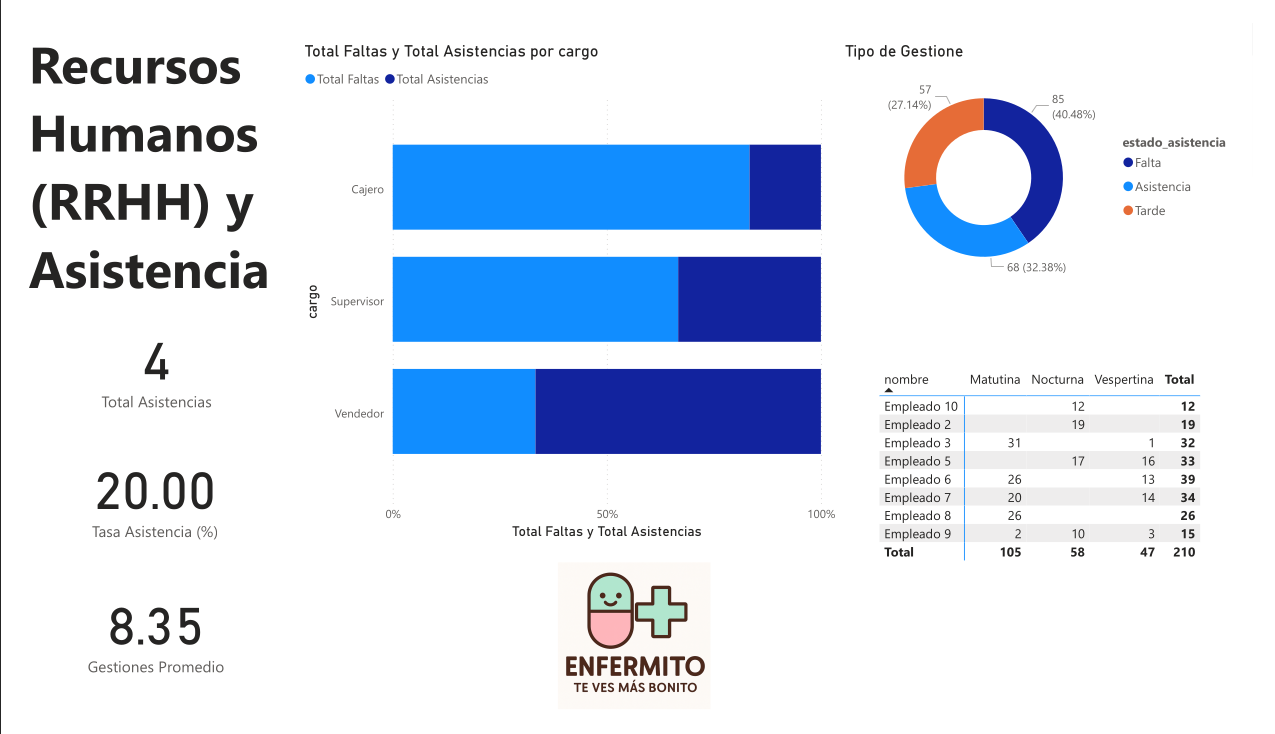 Recursos
Humanos
(RRHH) y
Asistencia
4
Total Asistencias
20.00
Tasa Asistencia (%)
8.35
Gestiones Promedio
Total Faltas y Total Asistencias por cargo
Total Faltas Total Asistencias
cargo
Cajero
Supervisor
Vendedor
0% 50% 100%
Total Faltas y Total Asistencias
Tipo de Gestione
57
(27.14%)
85
(40.48%)
68 (32.38%)
estado_asistencia
Falta
Asistencia
Tarde
nombre Matutina Nocturna Vespertina Total
Empleado 10 12 12
Empleado 2 19 19
Empleado 3 31 1 32
Empleado 5 17 16 33
Empleado 6 26 13 39
Empleado 7 20 14 34
Empleado 8 26 26
Empleado 9 2 10 3 15
Total 105 58 47 210
ENFERMITO
TE VES MÁS BONITO